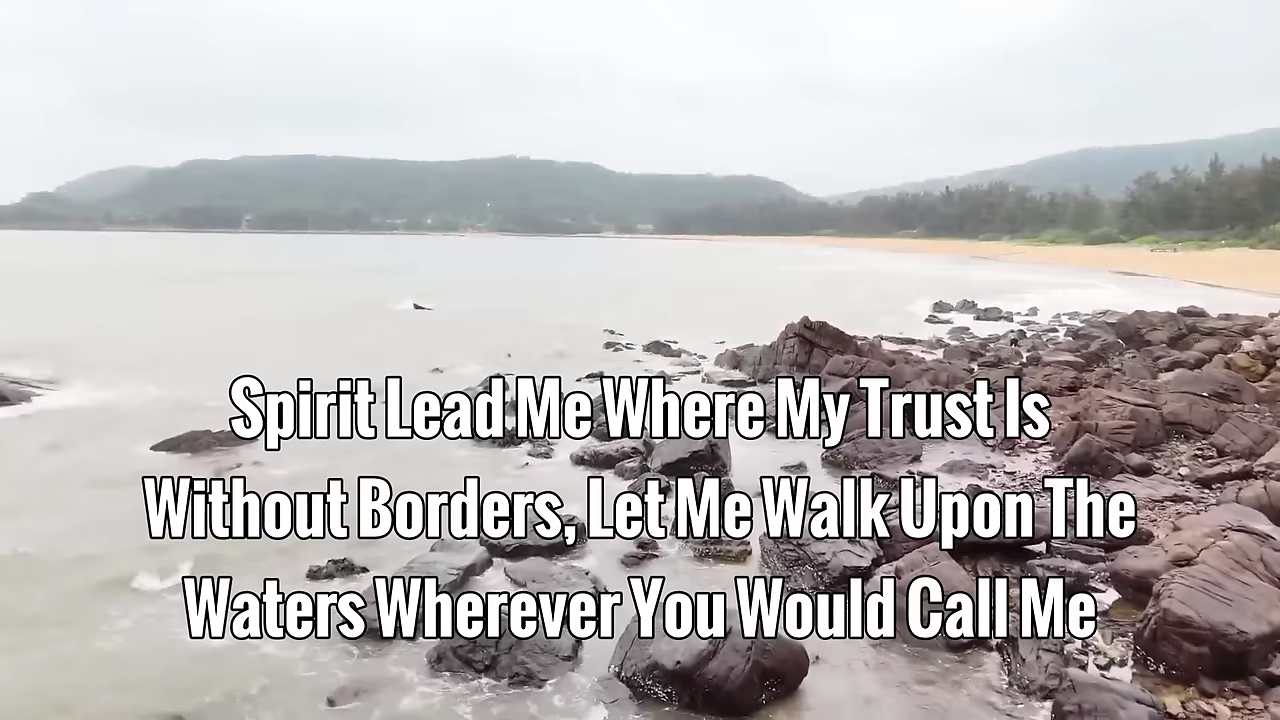 Spirit Lead Me Where My Trust Is
Without Borders, Let Me Walk Upon The
Waters Wherever You Would Call Me